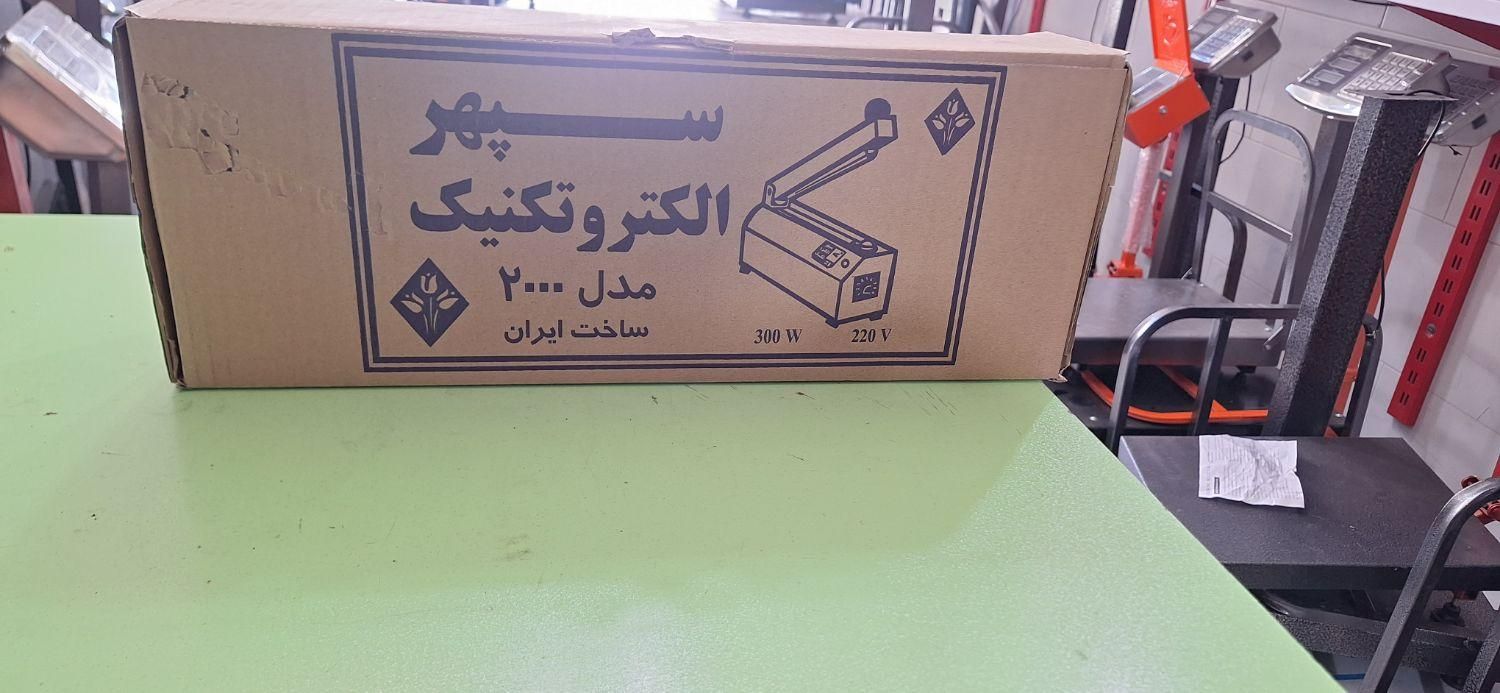 سپهر
الکتروتکنیک
مدل ۲۰۰۰
ساخت ایران
300 W
220 V